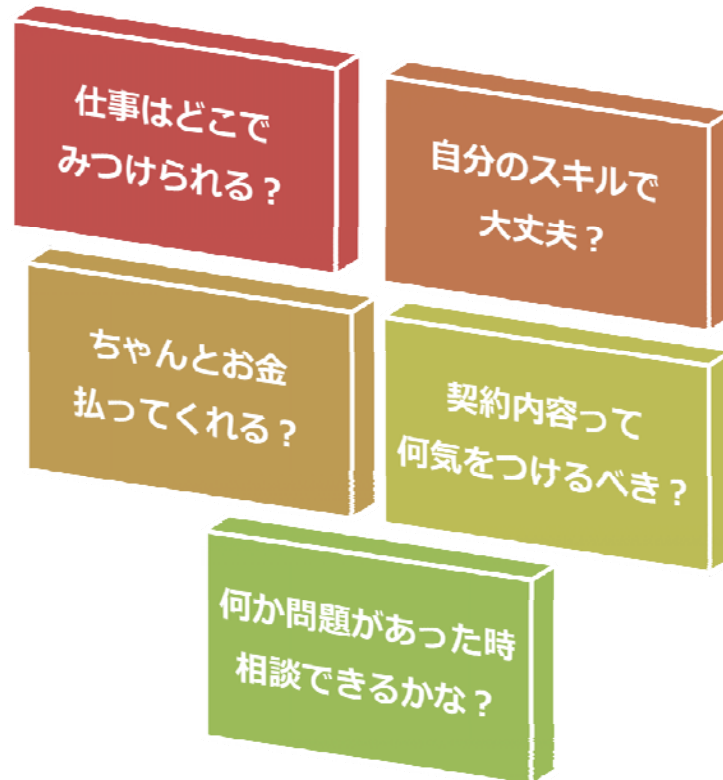 仕事はどこで
みつけられる？
自分のスキルで
大丈夫？
ちゃんとお金
払ってくれる？
契約内容って
何気をつけるべき？
何か問題があった時
相談できるかな？